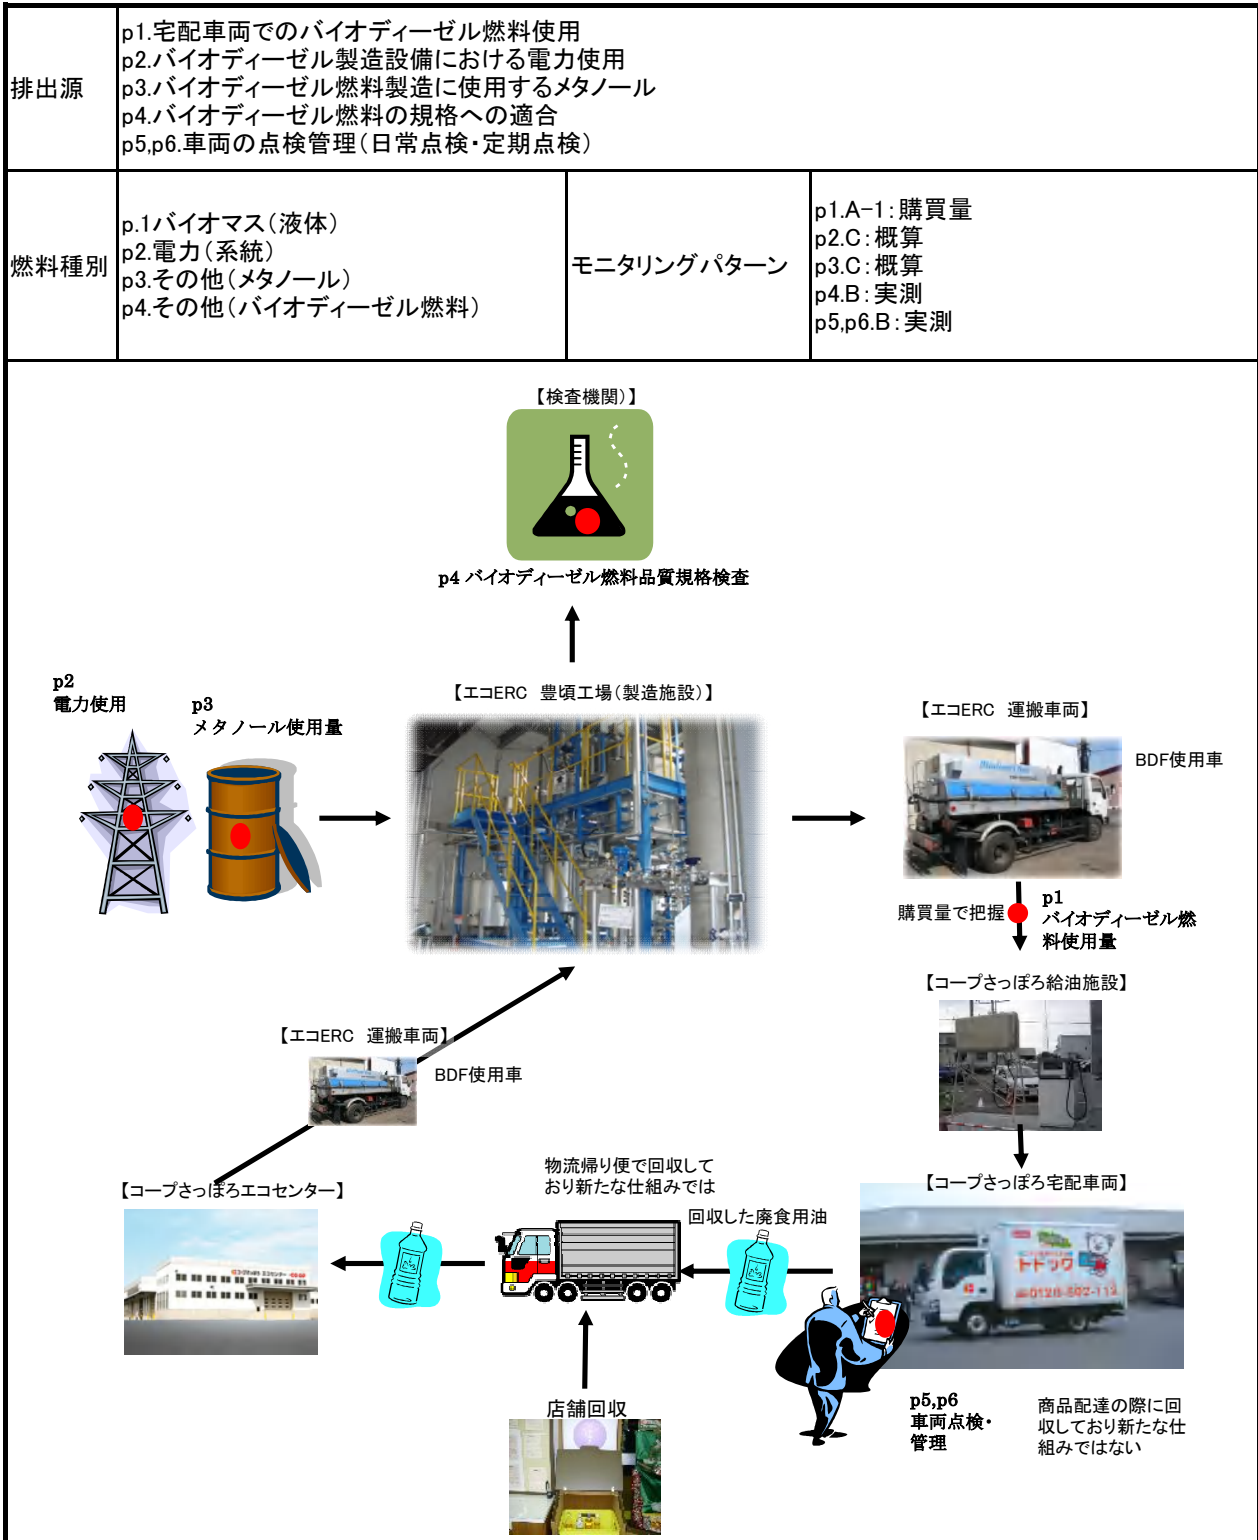 排出源
p1.宅配車両でのバイオディーゼル燃料使用
p2.バイオディーゼル製造設備における電力使用
p3.バイオディーゼル燃料製造に使用するメタノール
p4.バイオディーゼル燃料の規格への適合
p5,p6.車両の点検管理(日常点検・定期点検)
燃料種別
p.1バイオマス(液体)
p2.電力(系統)
p3.その他(メタノール)
p4.その他(バイオディーゼル燃料)
モニタリングパターン
p1.A-1:購買量
p2.C:概算
p3.C:概算
p4.B:実測
p5,p6.B:実測
【検査機関)】
p4 バイオディーゼル燃料品質規格検査
p2
電力使用
p3
メタノール使用量
【エコERC 豊頃工場(製造施設)】
【エコERC 運搬車両】
BDF使用車
購買量で把握
p1
バイオディーゼル燃
料使用量
【コープさっぽろ給油施設】
【エコERC 運搬車両】
BDF使用車
【コープさっぽろエコセンター】
物流帰り便で回収して
おり新たな仕組みでは
回収した廃食用油
【コープさっぽろ宅配車両】
トドック
店舗回収
p5,p6
車両点検・
管理
商品配達の際に回
収しており新たな仕
組みではない